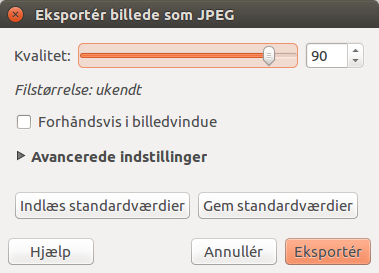 Eksportér billede som JPEG
Kvalitet: 90
Filstørrelse: ukendt
Forhåndsvis i billedvindue
Avancerede indstillinger
Indlæs standardværdier Gem standardværdier
Hjælp Annullér Eksportér